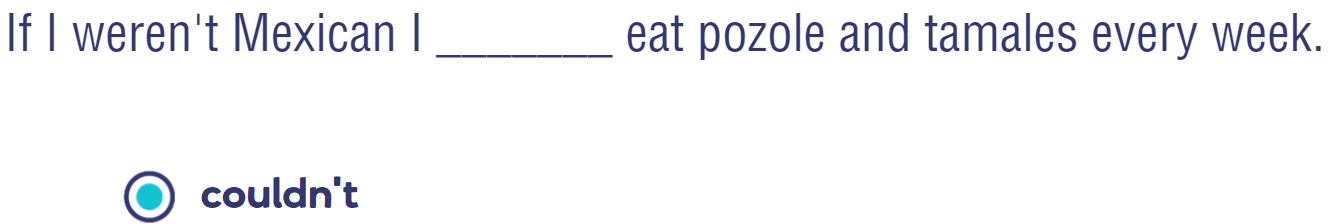 If I weren't Mexican I _______ eat pozole and tamales every week.
couldn't